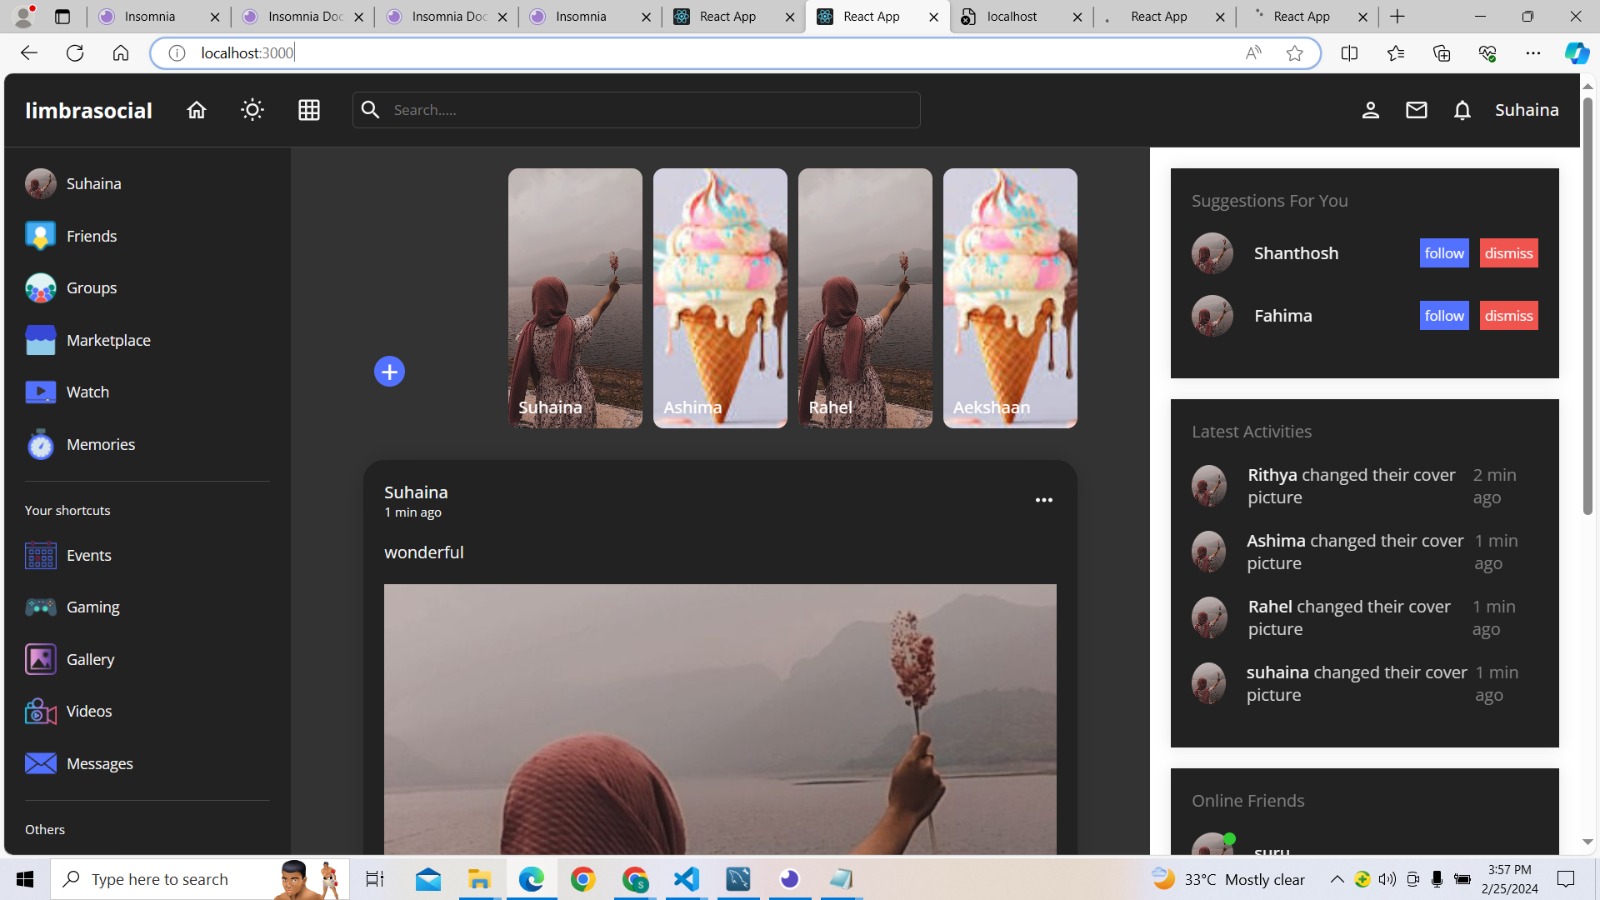 Insomnia
Insomnia Doc
Insomnia Doc
Insomnia
React App
React App
localhost
React App
React App
localhost:3000
limbrasocial
Search.....
Suhaina
Suhaina
Friends
Groups
Marketplace
Watch
Memories
Your shortcuts
Events
Gaming
Gallery
Videos
Messages
Others
Suhaina
Ashima
Rahel
Aekshaan
Suhaina
1 min ago
wonderful
Suggestions For You
Shanthosh
follow
dismiss
Fahima
follow
dismiss
Latest Activities
Rithya changed their cover
picture
2 min
ago
Ashima changed their cover
picture
1 min
ago
Rahel changed their cover
picture
1 min
ago
suhaina changed their cover
picture
1 min
ago
Online Friends
suru
Type here to search
33°C Mostly clear
3:57 PM
2/25/2024